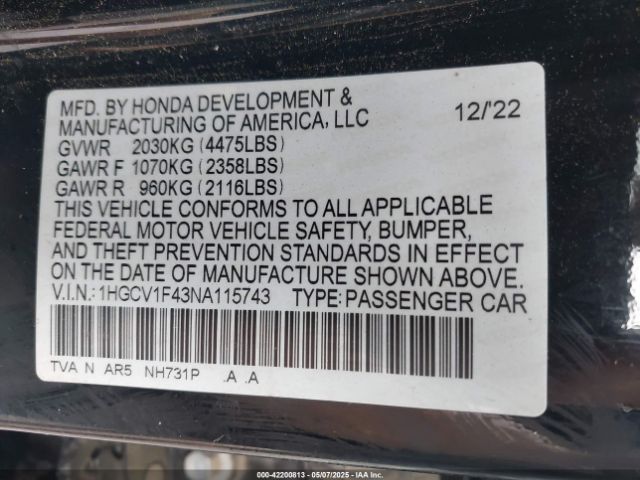 MFD. BY HONDA DEVELOPMENT &
MANUFACTURING OF AMERICA, LLC 12/'22
GVWR 2030KG (4475LBS)
GAWR F 1070KG (2358LBS)
GAWR R 960KG (2116LBS)
THIS VEHICLE CONFORMS TO ALL APPLICABLE
FEDERAL MOTOR VEHICLE SAFETY, BUMPER,
AND THEFT PREVENTION STANDARDS IN EFFECT
ON THE DATE OF MANUFACTURE SHOWN ABOVE.
V.I.N.: 1HGCV1F43NA115743 TYPE: PASSENGER CAR
TVA N AR5 NH731P .A .A
000-42200813 - 05/07/2025 - IAA Inc.